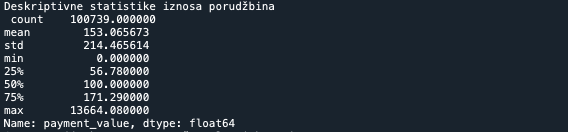 Deskriptivne statistike iznosa porudžbina
count    100739.000000
mean        153.065673
std         214.465614
min           0.000000
25%          56.780000
50%         100.000000
75%         171.290000
max       13664.080000
Name: payment_value, dtype: float64